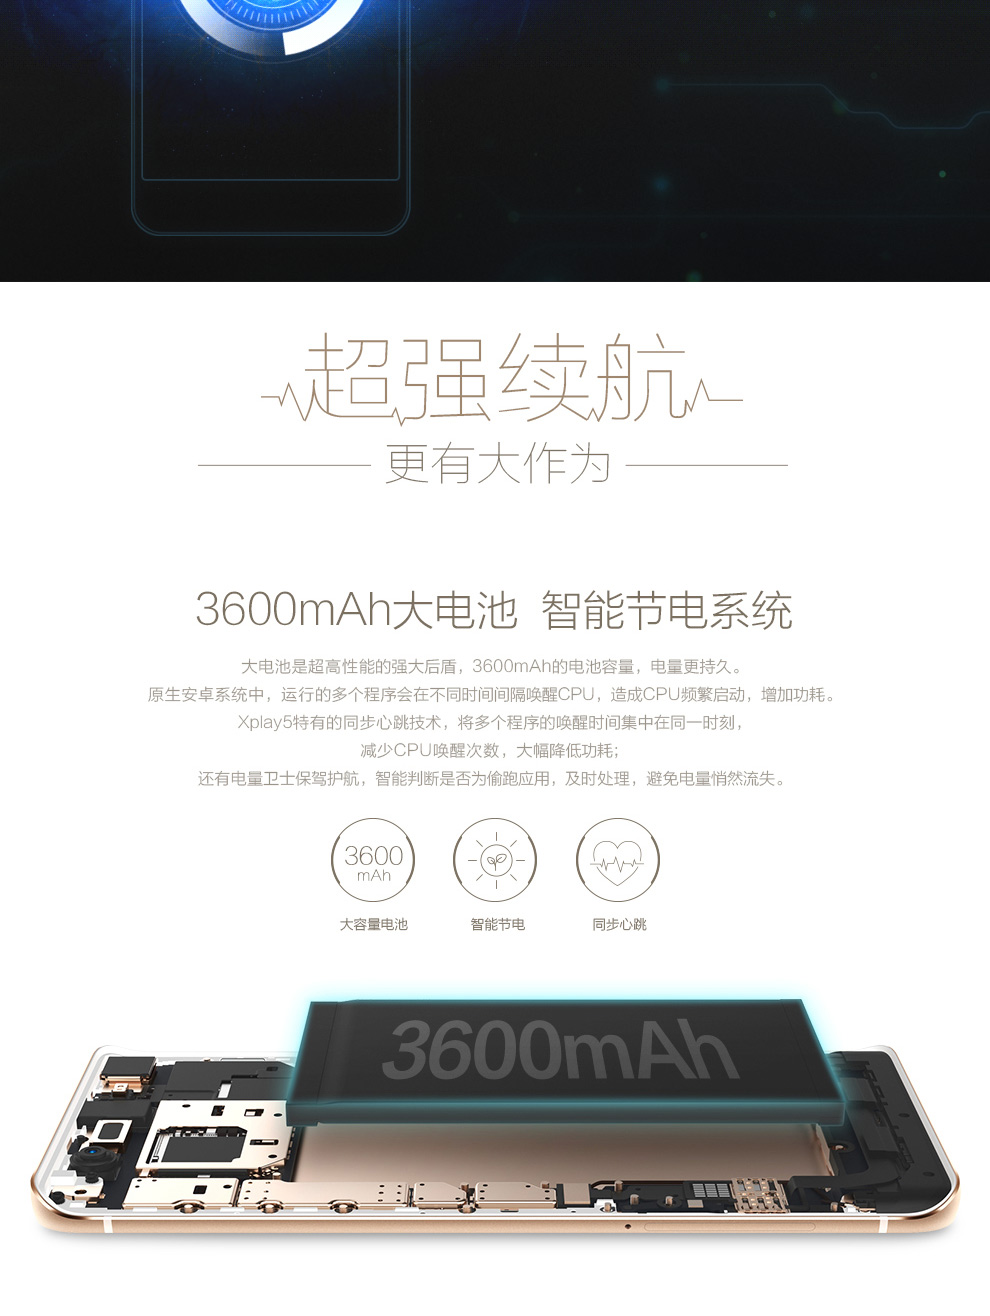 超强续航
更有大作为
3600mAh大电池 智能节电系统
大电池是超高性能的强大后盾，3600mAh的电池容量，电量更持久。
原生安卓系统中，运行的多个程序会在不同时间间隔唤醒CPU，造成CPU频繁启动，增加功耗。
Xplay5特有的同步心跳技术，将多个程序的唤醒时间集中在同一时刻，
减少CPU唤醒次数，大幅降低功耗；
还有电量卫士保驾护航，智能判断是否为偷跑应用，及时处理，避免电量悄然流失。
3600
mAh
大容量电池
智能节电
同步心跳
3600mAh